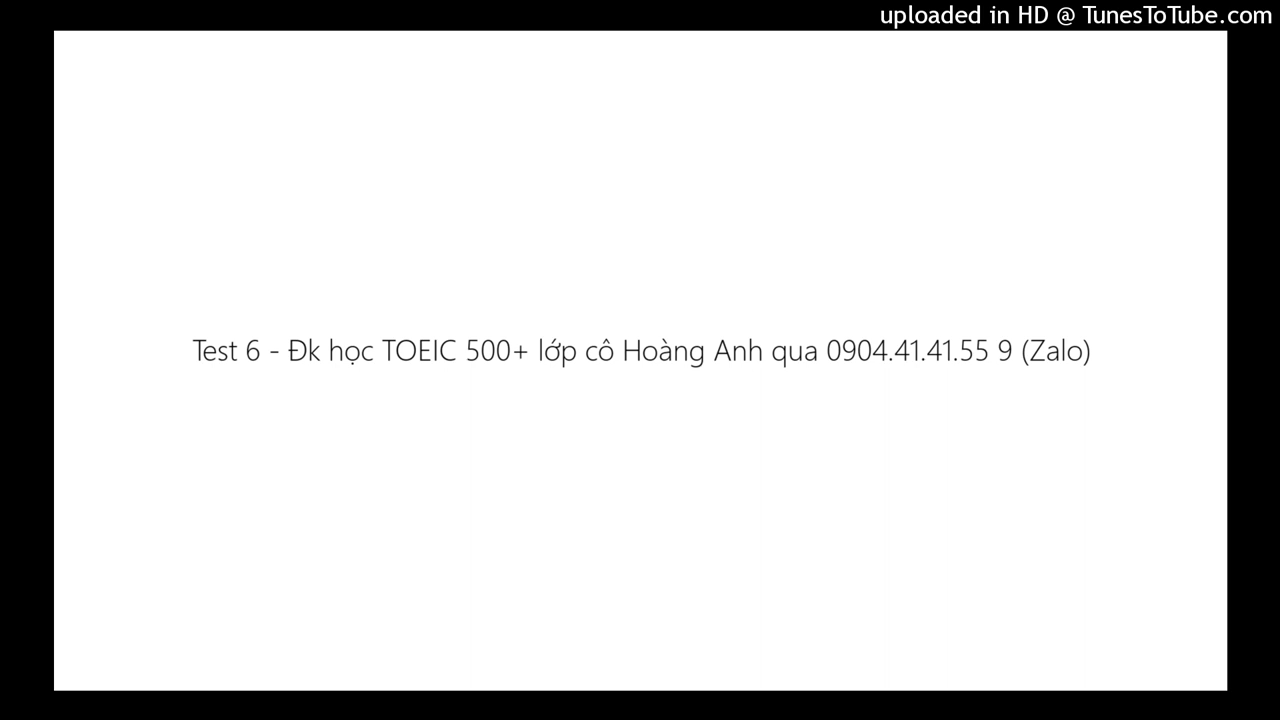 uploaded in HD @ TunesToTube.com
Test 6 - Đk học TOEIC 500+ lớp cô Hoàng Anh qua 0904.41.41.55 9 (Zalo)